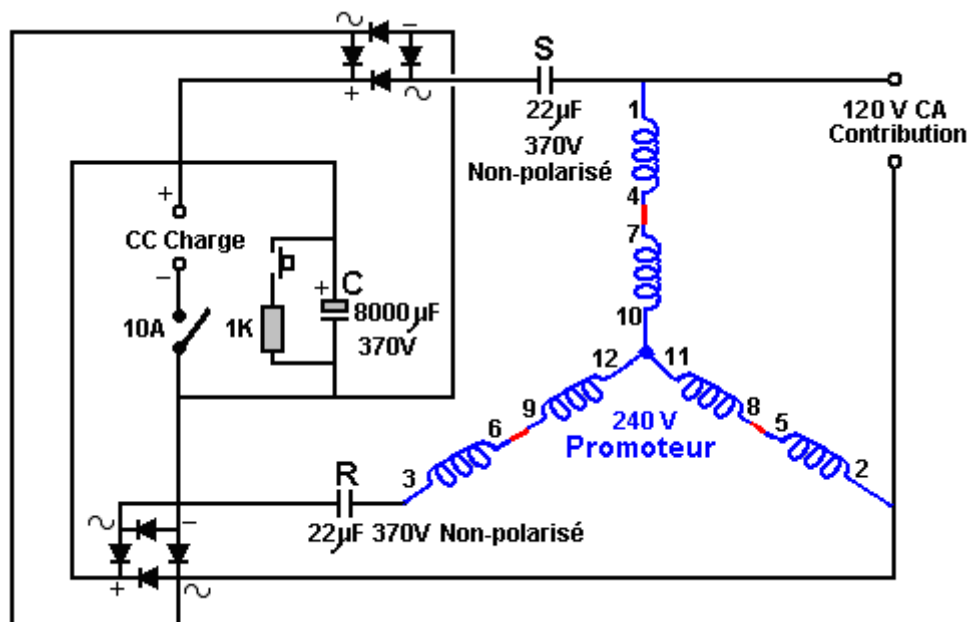 ∼ −
+ ∼
S
22µF
370V
Non-polarisé
120 V CA
Contribution
1
4
7
10
+
CC Charge
−
10A
1K
+ C
8000µF
370V
12 11
9 8
6 5
3 2
240 V
Promoteur
R
22µF 370V Non-polarisé
∼ −
+ ∼